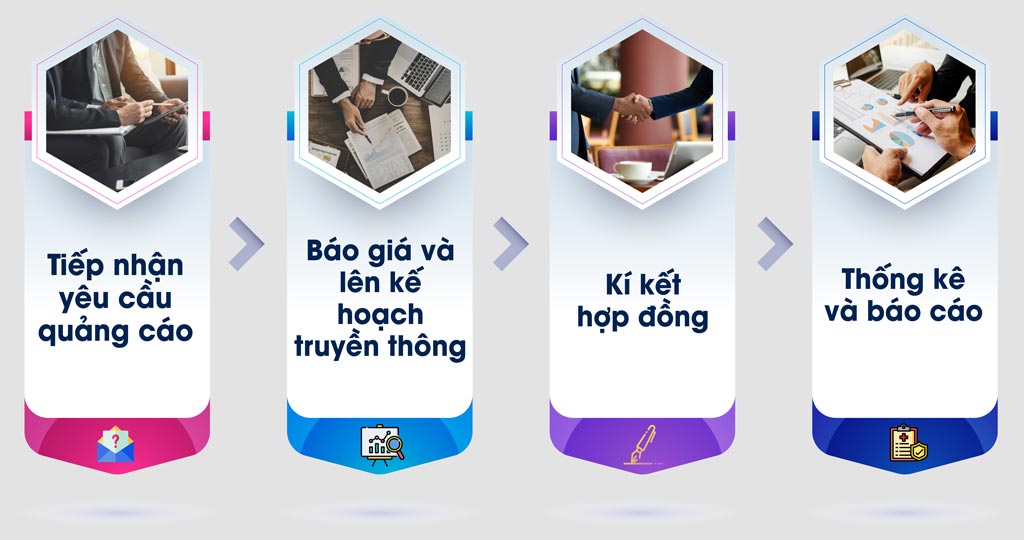 Tiếp nhận
yêu cầu
quảng cáo
Báo giá và
lên kế
hoạch
truyền thông
Kí kết
hợp đồng
Thống kê
và báo cáo
?